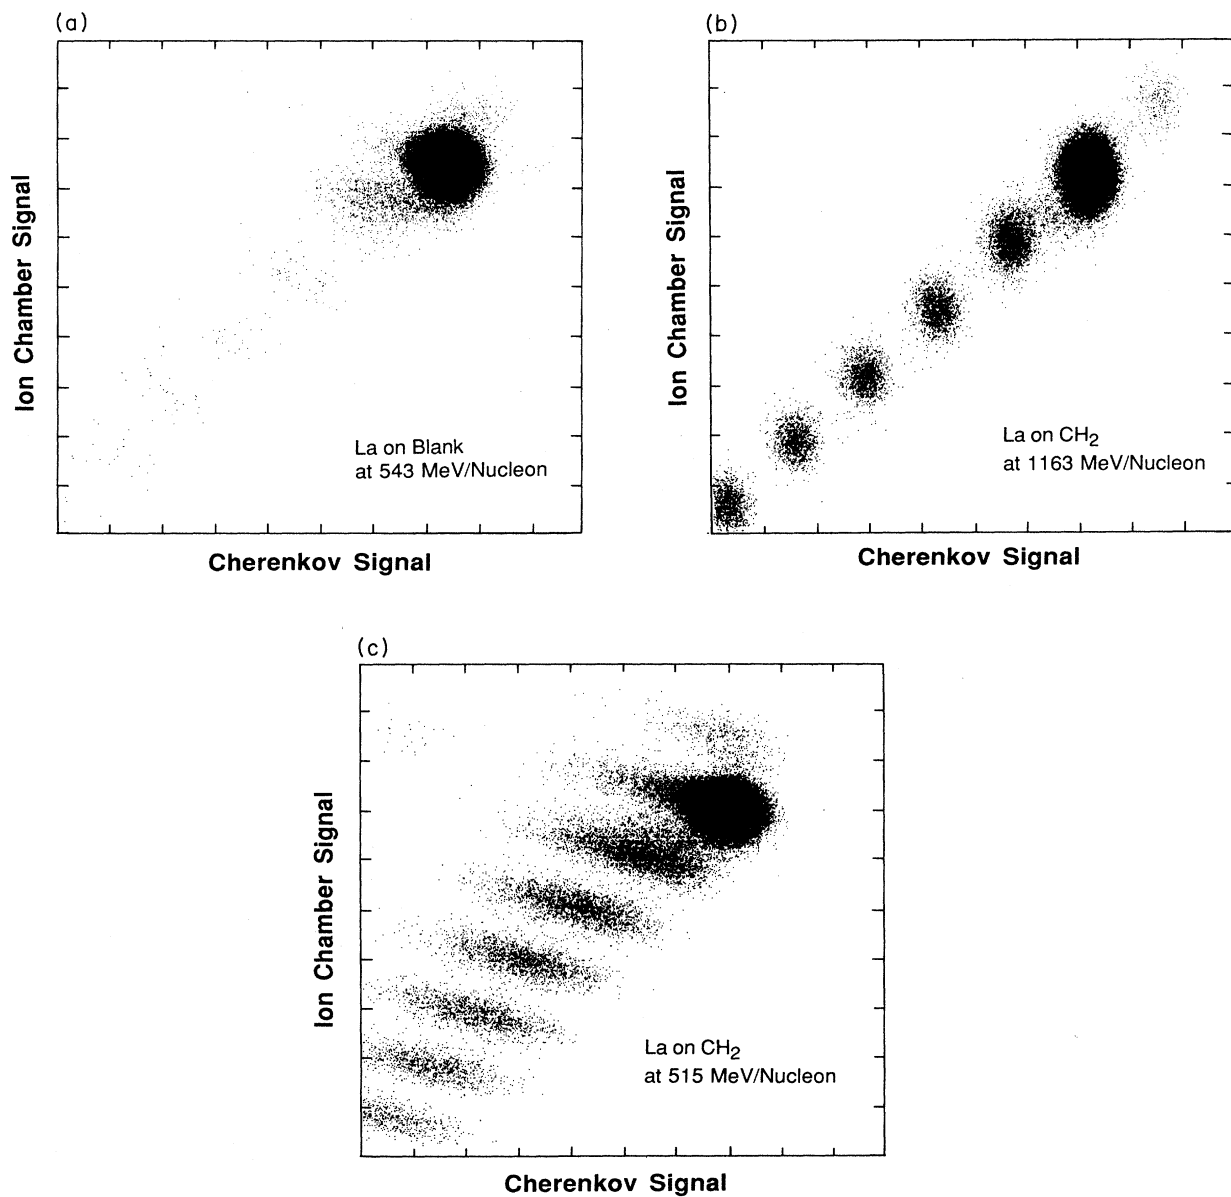 (a)
Ion Chamber Signal
La on Blank
at 543 MeV/Nucleon
Cherenkov Signal
(b)
Ion Chamber Signal
La on CH₂
at 1163 MeV/Nucleon
Cherenkov Signal
(c)
Ion Chamber Signal
La on CH₂
at 515 MeV/Nucleon
Cherenkov Signal